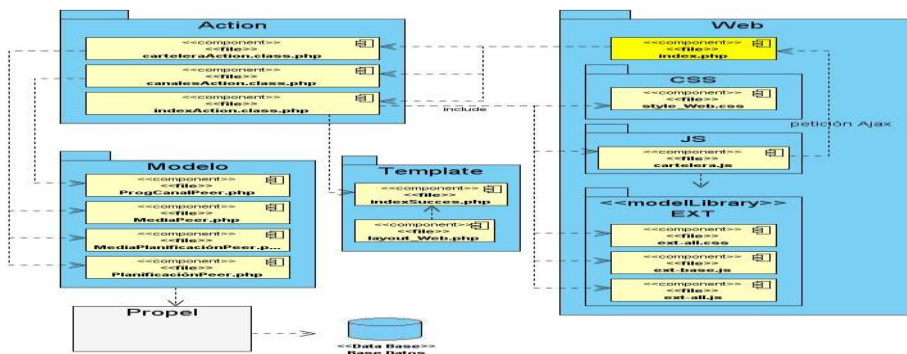 Action
<<component>>
<<file>>
carteleraAction.class.php
<<component>>
<<file>>
canalesAction.class.php
<<component>>
<<file>>
indexAction.class.php
include
Web
<<component>>
<<file>>
index.php
CSS
<<component>>
<<file>>
style_Web.css
petición Ajax
JS
<<component>>
<<file>>
cartelera.js
<<modelLibrary>>
EXT
<<component>>
<<file>>
ext-all.css
<<component>>
<<file>>
ext-base.js
<<component>>
<<file>>
ext-all.js
Modelo
<<component>>
<<file>>
ProgCanalPeer.php
<<component>>
<<file>>
MediaPeer.php
<<component>>
<<file>>
MediaPlanificaciónPeer.p...
<<component>>
<<file>>
PlanificaciónPeer.php
Template
<<component>>
<<file>>
indexSucces.php
<<component>>
<<file>>
layout_Web.php
Propel
<<Data Base>>
Base Datos